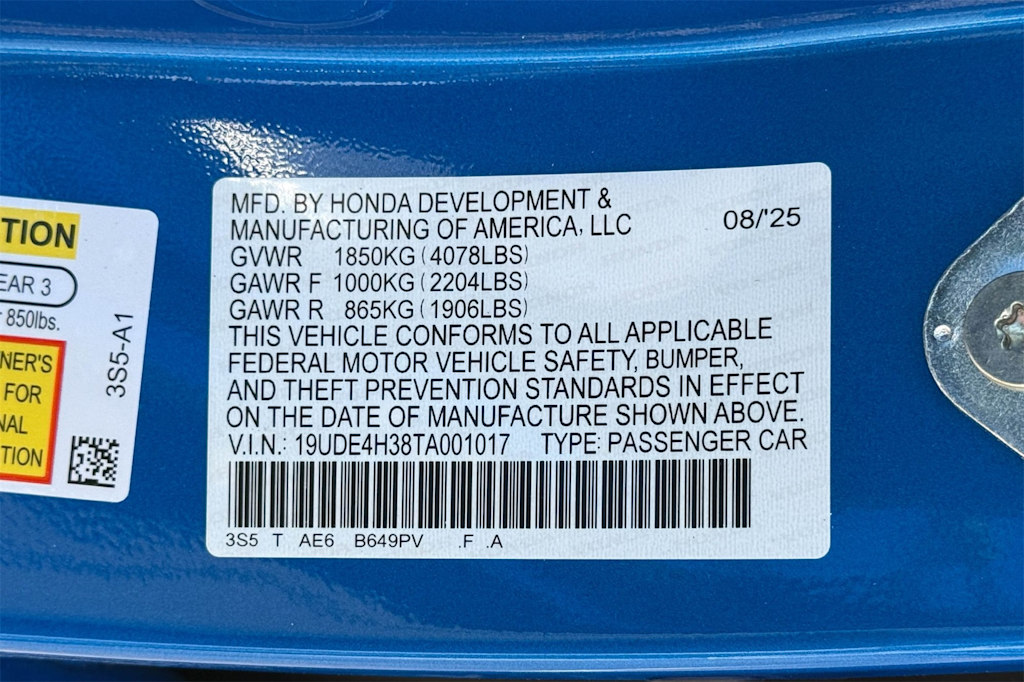 TION
EAR 3
850lbs.
NER'S
FOR
NAL
TION
3S5-A1
MFD. BY HONDA DEVELOPMENT &
MANUFACTURING OF AMERICA, LLC 08/'25
GVWR 1850KG (4078LBS)
GAWR F 1000KG (2204LBS)
GAWR R 865KG (1906LBS)
THIS VEHICLE CONFORMS TO ALL APPLICABLE
FEDERAL MOTOR VEHICLE SAFETY, BUMPER,
AND THEFT PREVENTION STANDARDS IN EFFECT
ON THE DATE OF MANUFACTURE SHOWN ABOVE.
V.I.N.: 19UDE4H38TA001017 TYPE: PASSENGER CAR
3S5 T AE6 B649PV .F .A